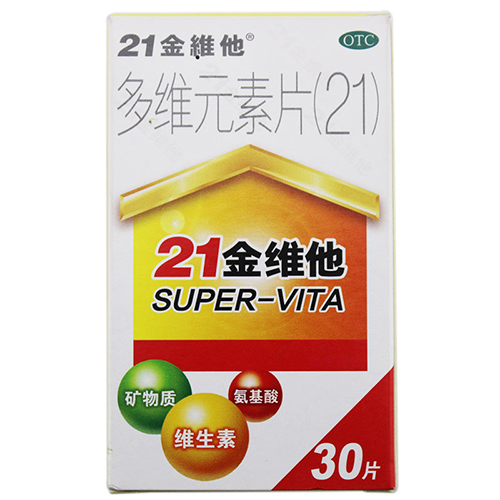 21金維他®
OTC
多维元素片(21)
21金维他
SUPER-VITA
矿物质
氨基酸
维生素
30片